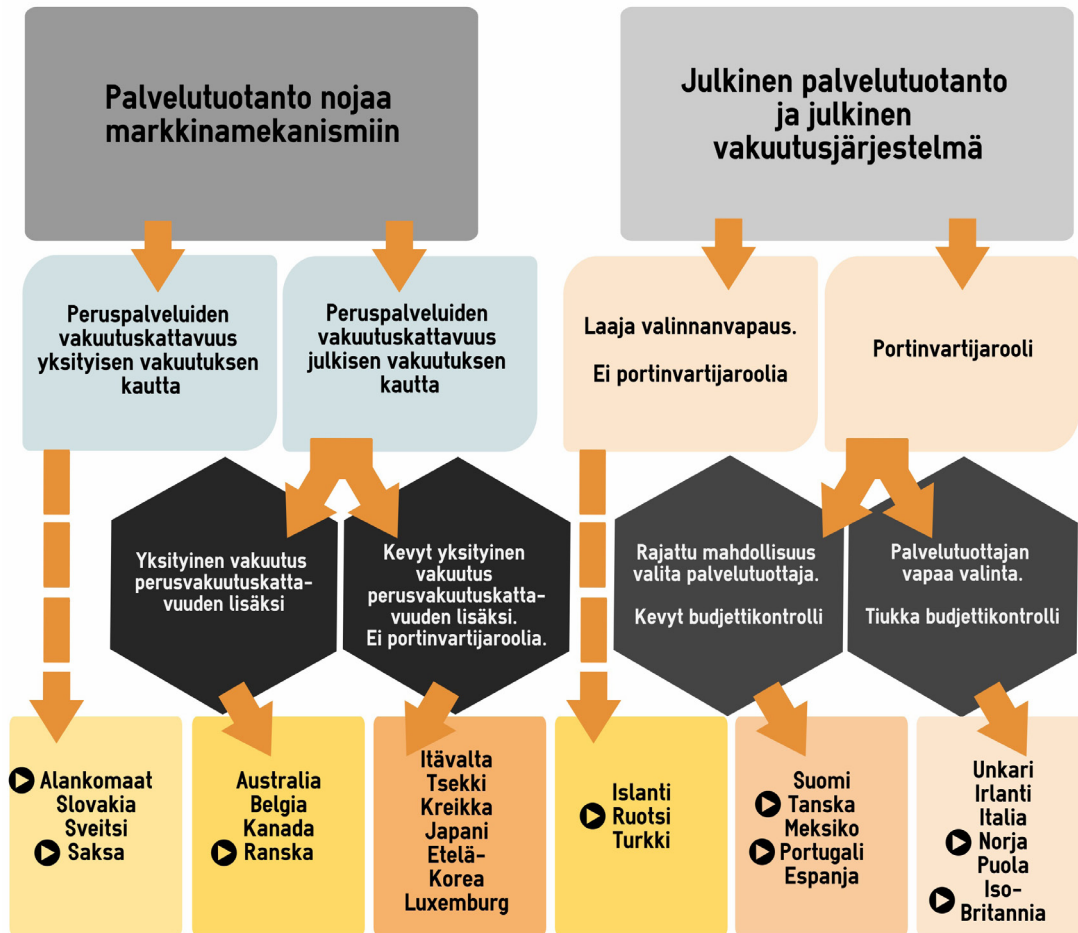 Palvelutuotanto nojaa
markkinamekanismiin
Julkinen palvelutuotanto
ja julkinen
vakuutusjärjestelmä
Peruspalveluiden
vakuutuskattavuus
yksityisen vakuutuksen
kautta
Peruspalveluiden
vakuutuskattavuus
julkisen vakuutuksen
kautta
Laaja valinnanvapaus.
Ei portinvartijaroolia
Portinvartijarooli
Yksityinen vakuutus
perusvakuutuskatta-
vuuden lisäksi
Kevyt yksityinen
vakuutus
perusvakuutuskatta-
vuuden lisäksi.
Ei portinvartijaroolia.
Rajattu mahdollisuus
valita palvelutuottaja.
Kevyt budjettikontrolli
Palvelutuottajan
vapaa valinta.
Tiukka budjettikontrolli
Alankomaat
Slovakia
Sveitsi
Saksa
Australia
Belgia
Kanada
Ranska
Itävalta
Tsekki
Kreikka
Japani
Etelä-
Korea
Luxemburg
Islanti
Ruotsi
Turkki
Suomi
Tanska
Meksiko
Portugali
Espanja
Unkari
Irlanti
Italia
Norja
Puola
Iso-
Britannia